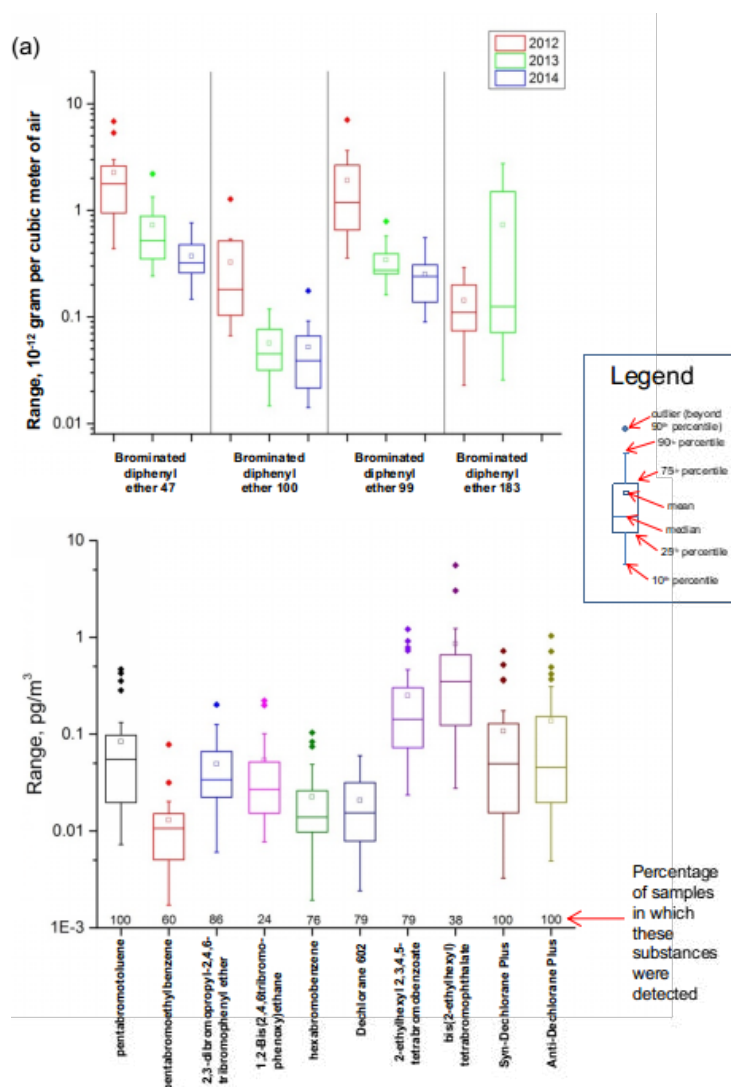 (a)
2012
2013
2014
Range, 10⁻¹² gram per cubic meter of air
10
1
0.1
0.01
Brominated
diphenyl
ether 47
Brominated
diphenyl
ether 100
Brominated
diphenyl
ether 99
Brominated
diphenyl
ether 183
Legend
outlier (beyond
90ᵗʰ percentile)
90ᵗʰ percentile
75ᵗʰ percentile
mean
median
25ᵗʰ percentile
10ᵗʰ percentile
Range, pg/m³
10
1
0.1
0.01
1E-3
100
60
86
24
76
79
79
38
100
100
Percentage
of samples
in which
these
substances
were
detected
pentabromotoluene
pentabromoethylbenzene
2,3-dibromopropyl-2,4,6-
tribromophenyl ether
1,2-Bis(2,4,6tribromo-
phenoxy)ethane
hexabromobenzene
Dechlorane 602
2-ethylhexyl 2,3,4,5-
tetrabromobenzoate
bis(2-ethylhexyl)
tetrabromophthalate
Syn-Dechlorane Plus
Anti-Dechlorane Plus